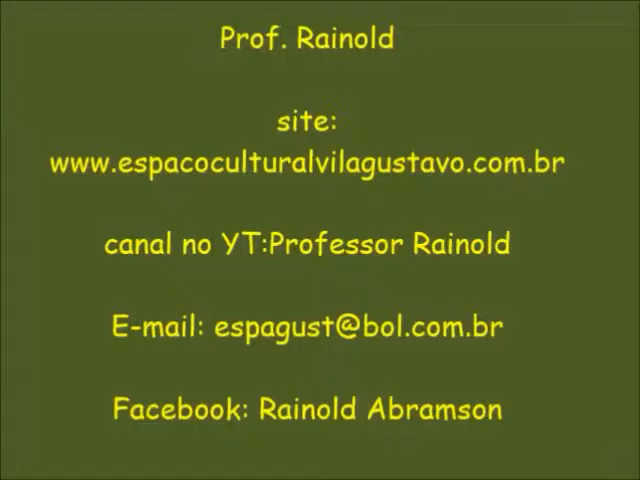 Prof. Rainold
site:
www.espacoculturalvilagustavo.com.br
canal no YT:Professor Rainold
E-mail: espagust@bol.com.br
Facebook: Rainold Abramson